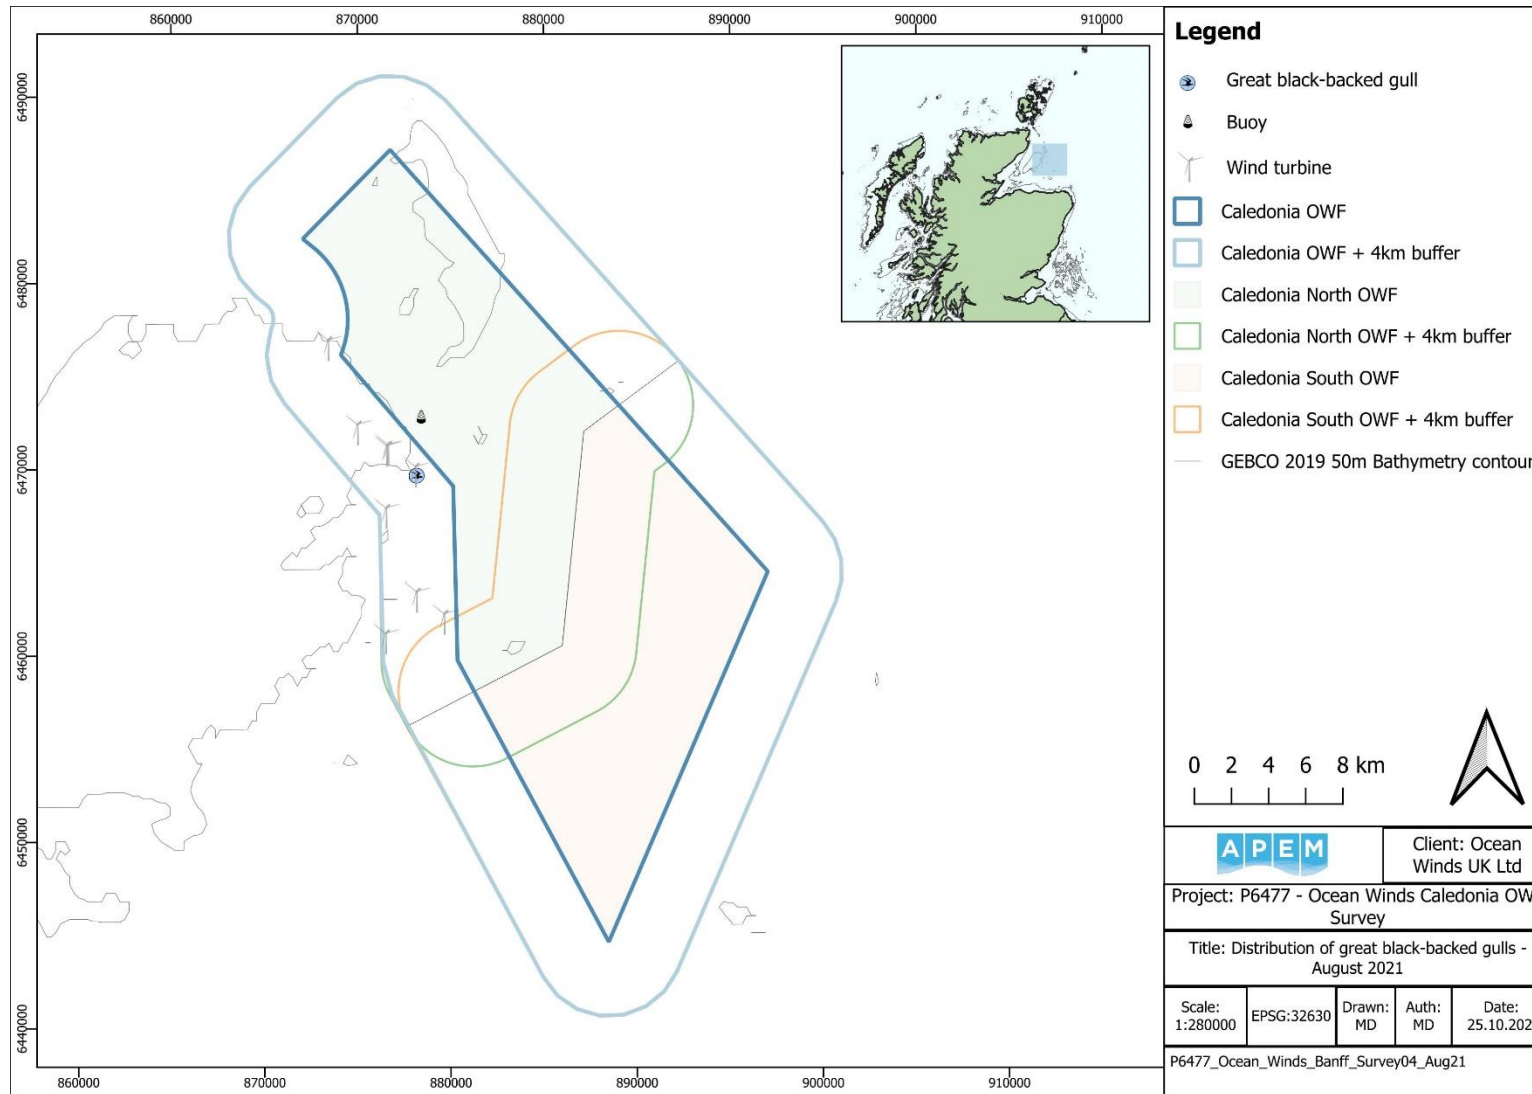 860000 870000 880000 890000 900000 910000
6490000
6480000
6470000
6460000
6450000
6440000
860000 870000 880000 890000 900000 910000
Legend
Great black-backed gull
Buoy
Wind turbine
Caledonia OWF
Caledonia OWF + 4km buffer
Caledonia North OWF
Caledonia North OWF + 4km buffer
Caledonia South OWF
Caledonia South OWF + 4km buffer
GEBCO 2019 50m Bathymetry contour
0 2 4 6 8 km
APEM
Client: Ocean
Winds UK Ltd
Project: P6477 - Ocean Winds Caledonia OW
Survey
Title: Distribution of great black-backed gulls -
August 2021
Scale:
1:280000
EPSG:32630
Drawn:
MD
Auth:
MD
Date:
25.10.202
P6477_Ocean_Winds_Banff_Survey04_Aug21